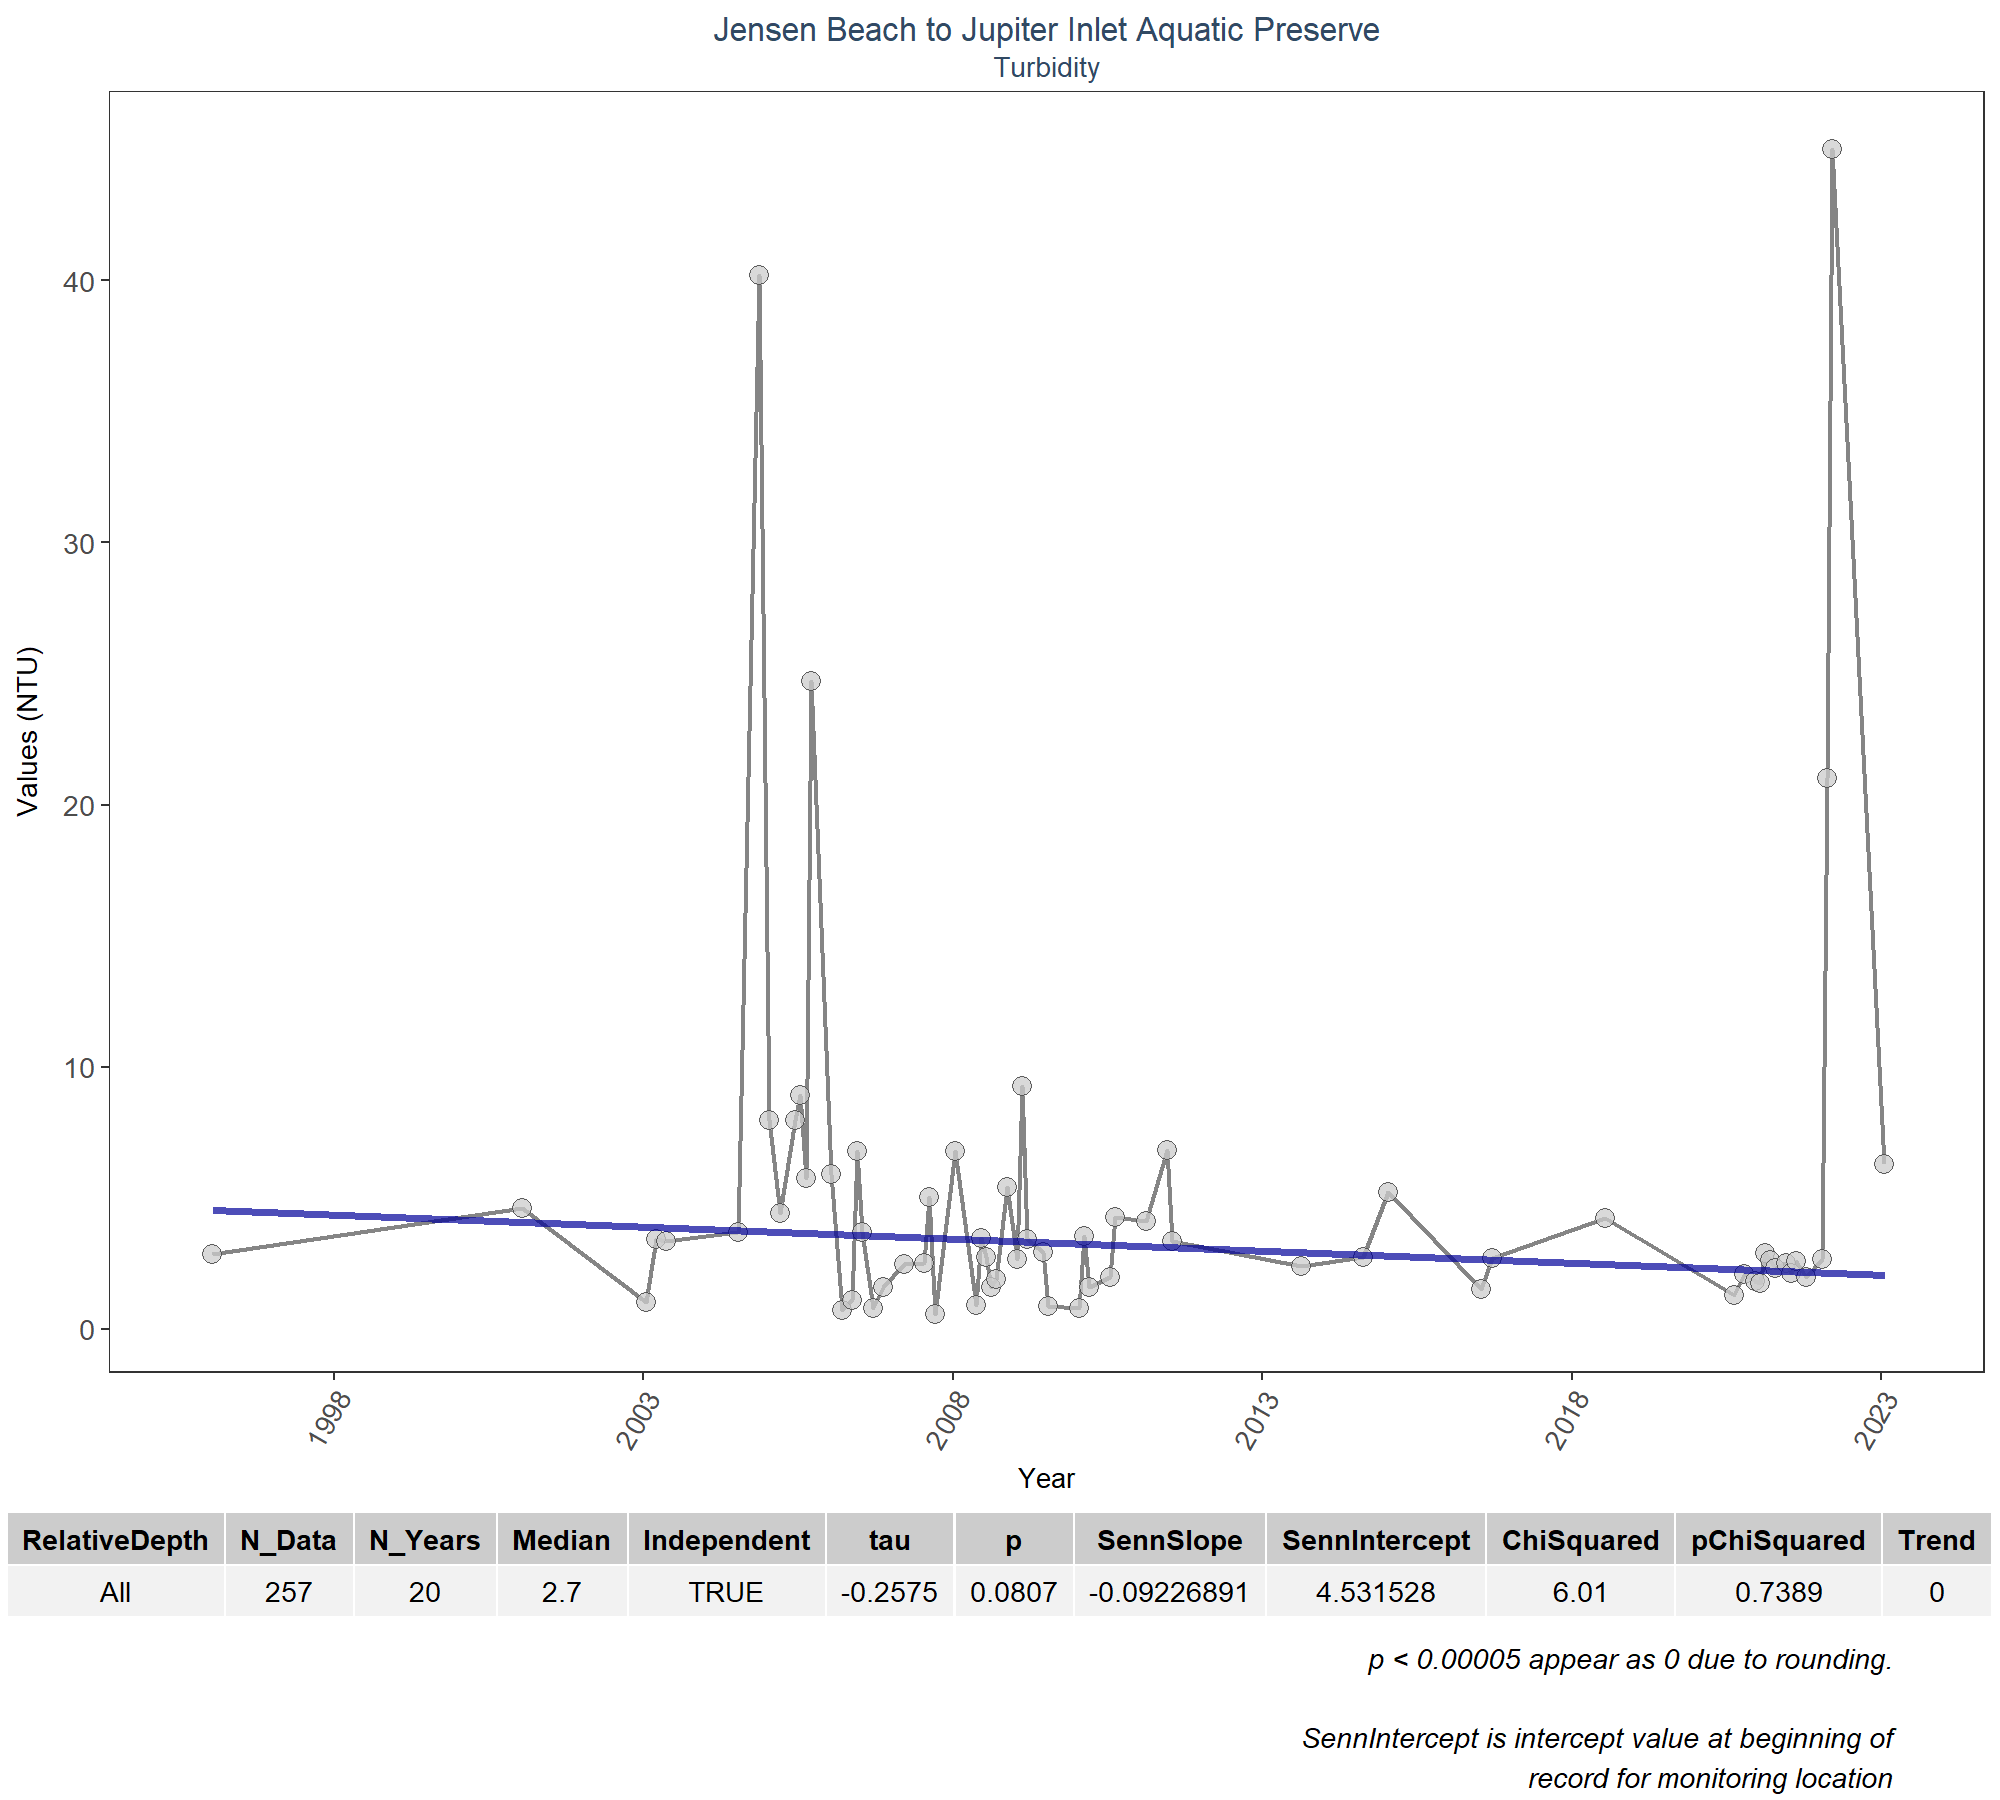 Jensen Beach to Jupiter Inlet Aquatic Preserve
Turbidity
Values (NTU)
40
30
20
10
0
1998
2003
2008
2013
2018
2023
Year
RelativeDepth N_Data N_Years Median Independent tau p SennSlope SennIntercept ChiSquared pChiSquared Trend
All 257 20 2.7 TRUE -0.2575 0.0807 -0.09226891 4.531528 6.01 0.7389 0
p < 0.00005 appear as 0 due to rounding.
SennIntercept is intercept value at beginning of
record for monitoring location